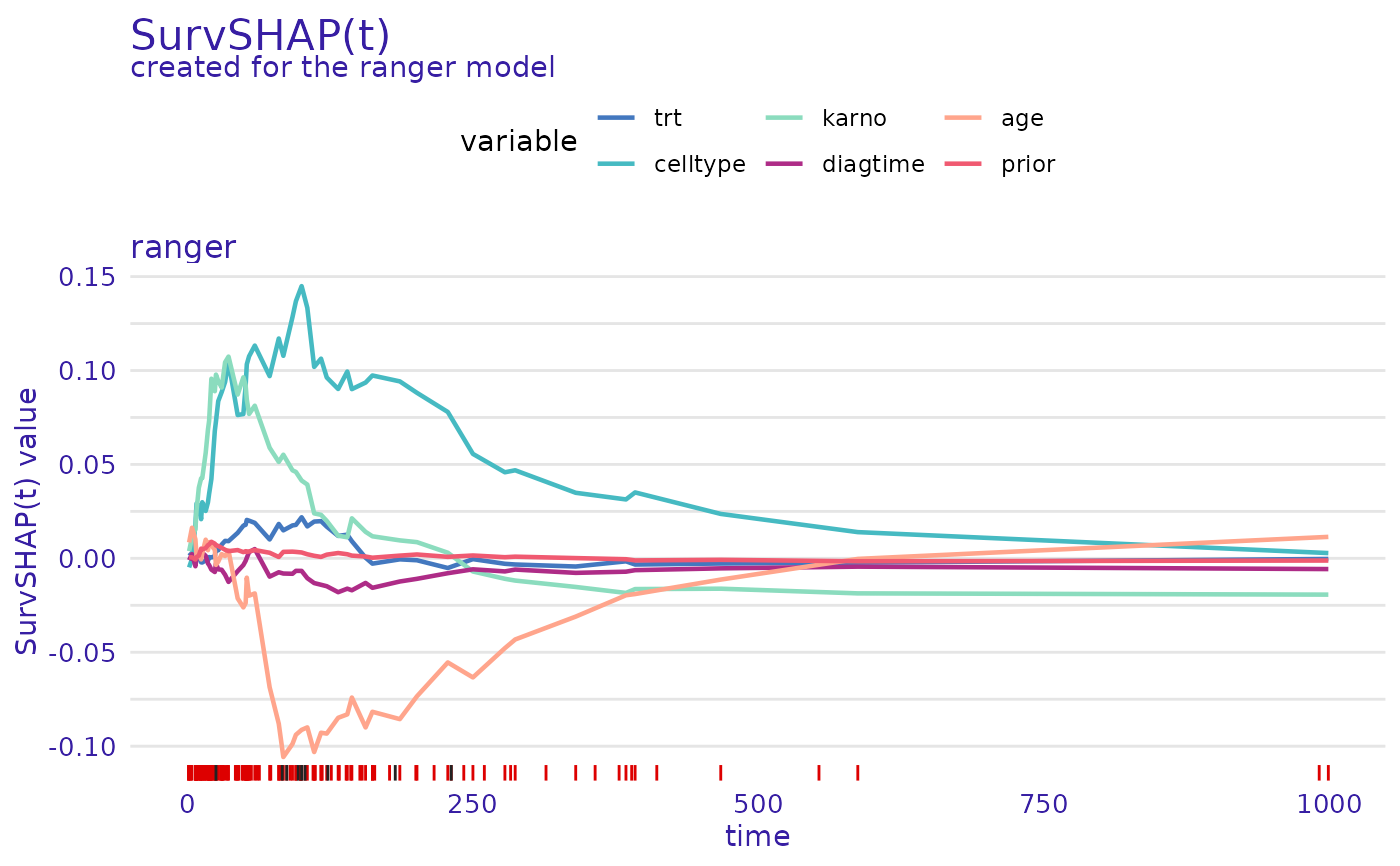 SurvSHAP(t)
created for the ranger model
variable
trt
karno
age
celltype
diagtime
prior
ranger
0.15
0.10
0.05
0.00
-0.05
-0.10
SurvSHAP(t) value
0
250
500
750
1000
time